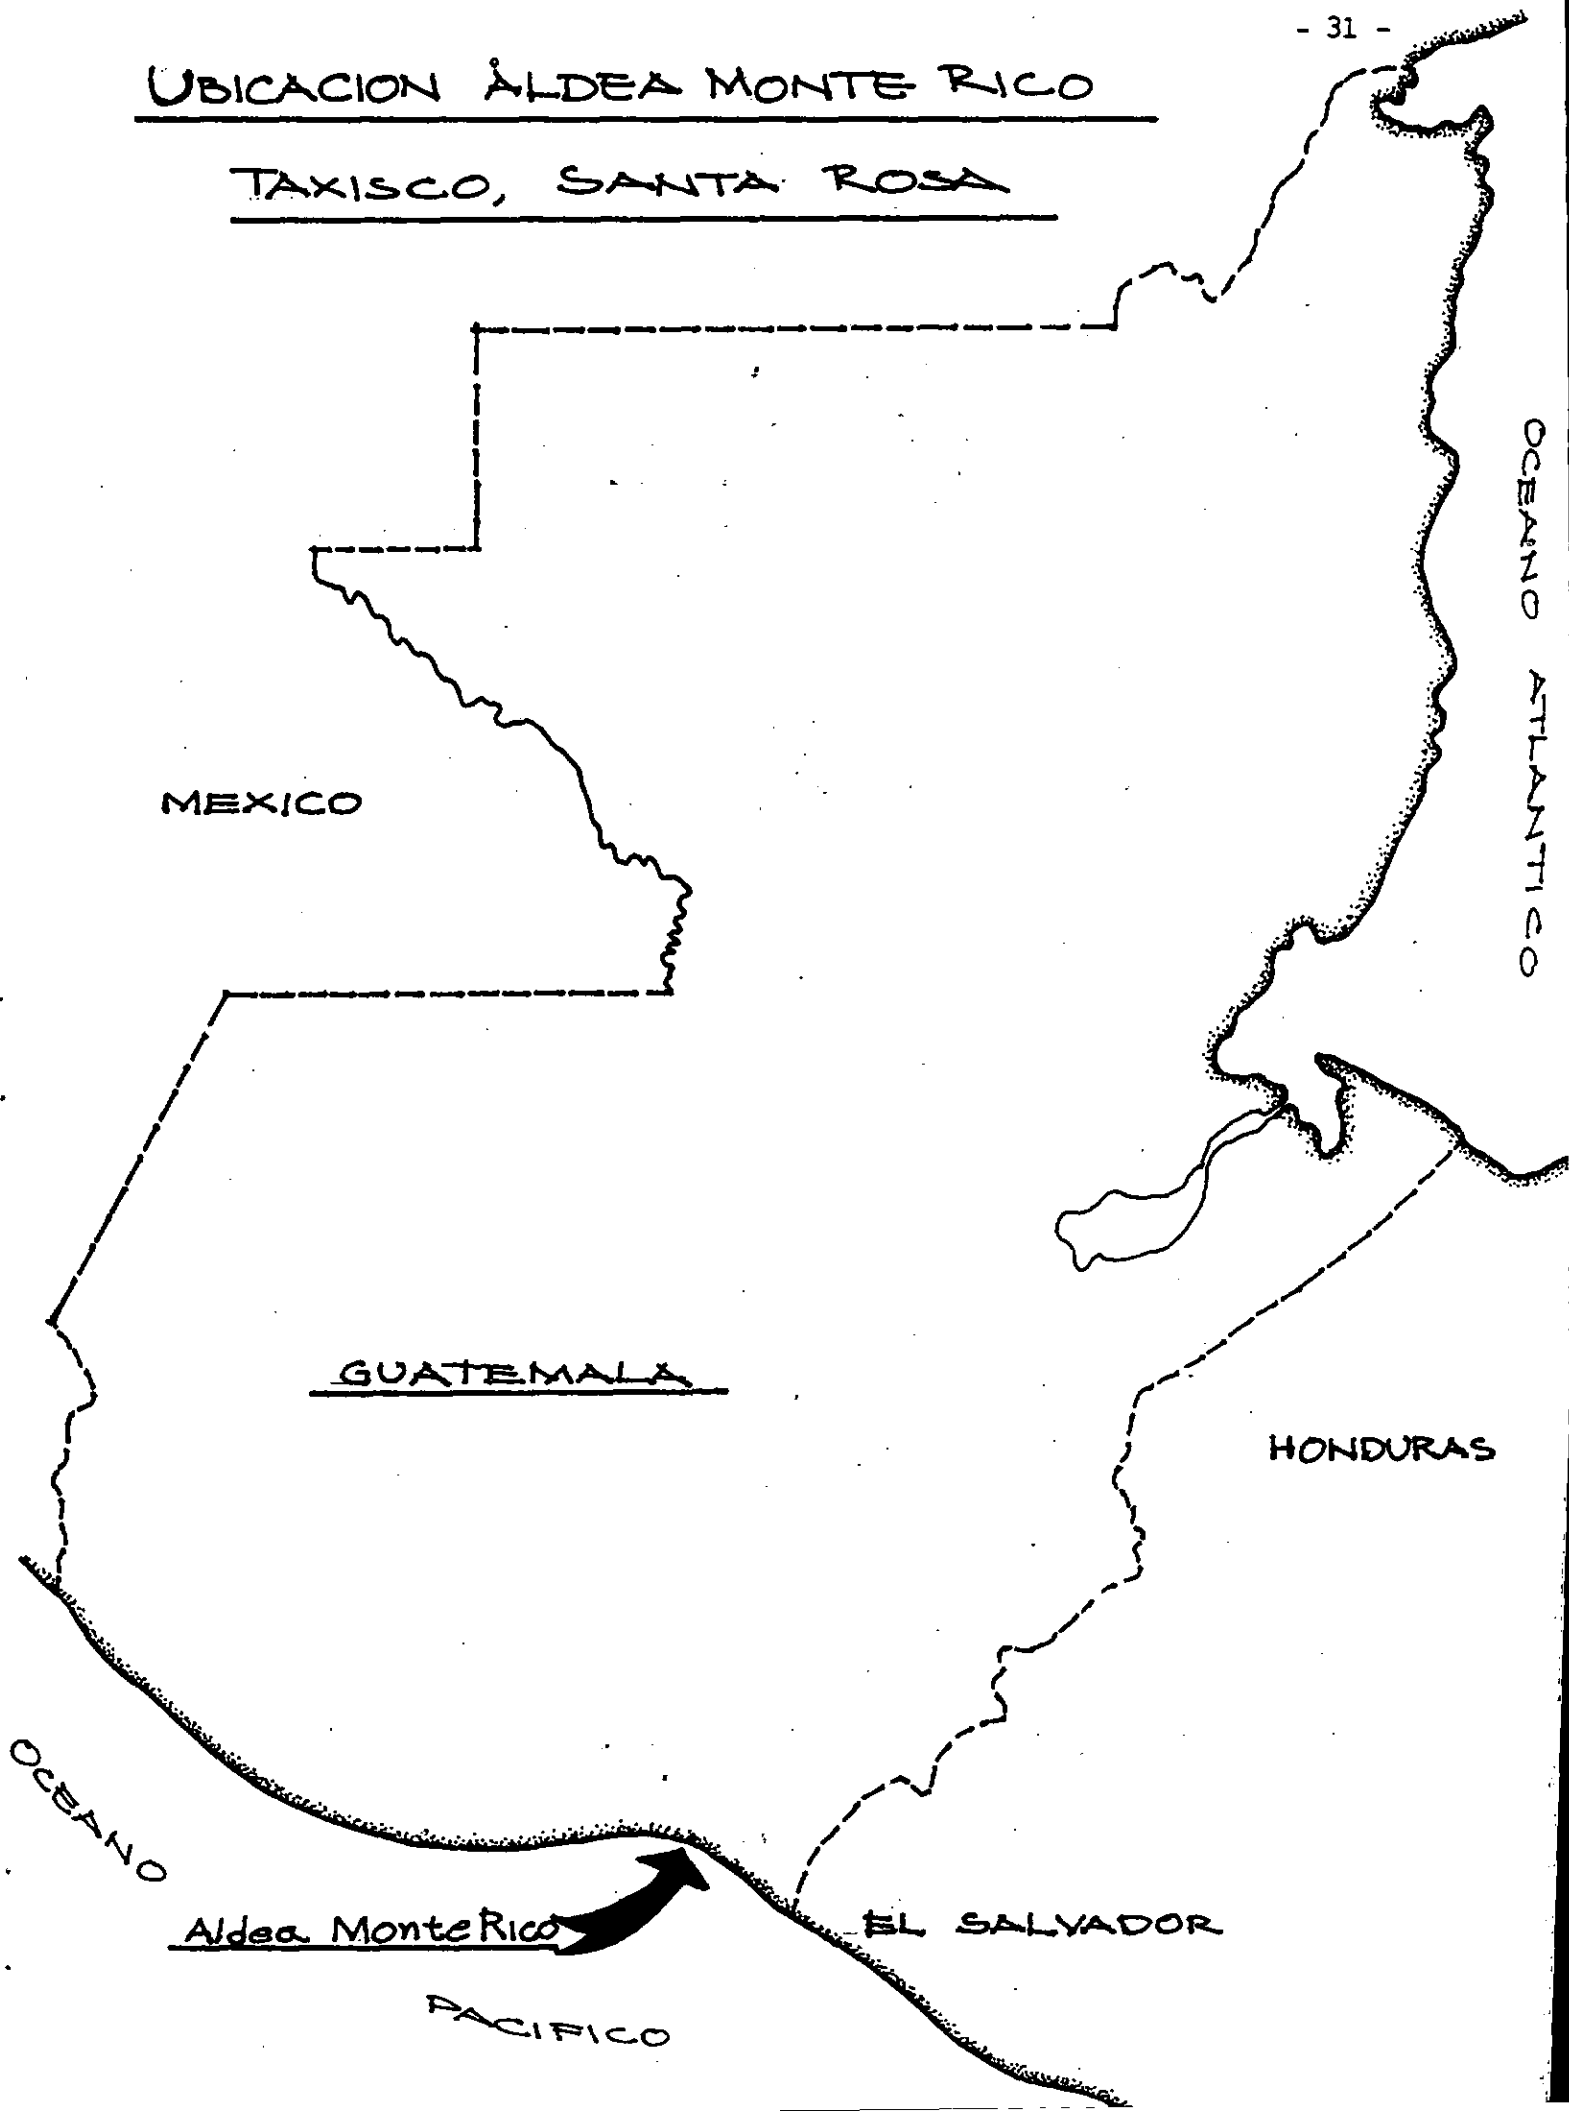 - 31 -
UBICACION ALDEA MONTE RICO
TAXISCO, SANTA ROSA
OCEANO ATLANTICO
MEXICO
GUATEMALA
HONDURAS
OCEANO
Aldea Monte Rico
EL SALVADOR
PACIFICO